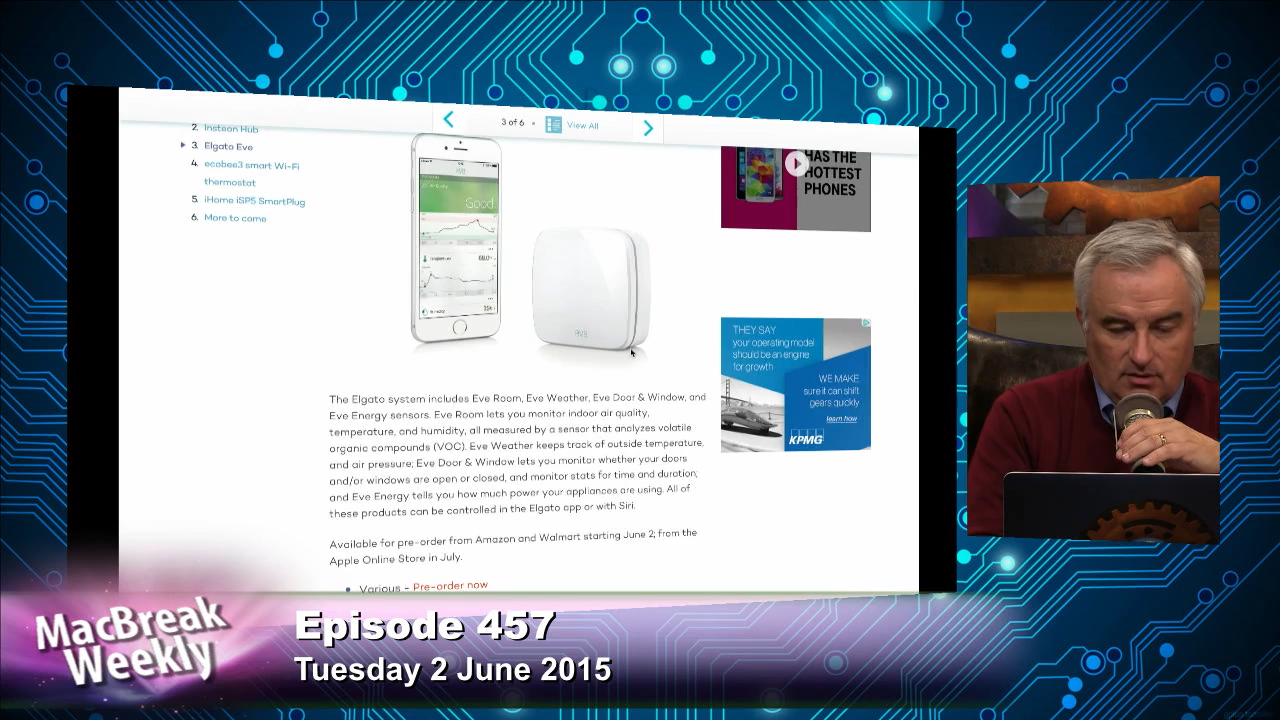 3 of 6 • View All
2. Insteon Hub
3. Elgato Eve
4. ecobee3 smart Wi-Fi
thermostat
5. iHome iSP5 SmartPlug
6. More to come
Good
HAS THE
HOTTEST
PHONES
THEY SAY
your operating model
should be an engine
for growth
WE MAKE
sure it can shift
gears quickly
learn how
KPMG
The Elgato system includes Eve Room, Eve Weather, Eve Door & Window, and
Eve Energy sensors. Eve Room lets you monitor indoor air quality,
temperature, and humidity, all measured by a sensor that analyzes volatile
organic compounds (VOC). Eve Weather keeps track of outside temperature,
and air pressure; Eve Door & Window lets you monitor whether your doors
and/or windows are open or closed, and monitor stats for time and duration;
and Eve Energy tells you how much power your appliances are using. All of
these products can be controlled in the Elgato app or with Siri.
Available for pre-order from Amazon and Walmart starting June 2; from the
Apple Online Store in July.
• Various – Pre-order now
MacBreak
Weekly
Episode 457
Tuesday 2 June 2015